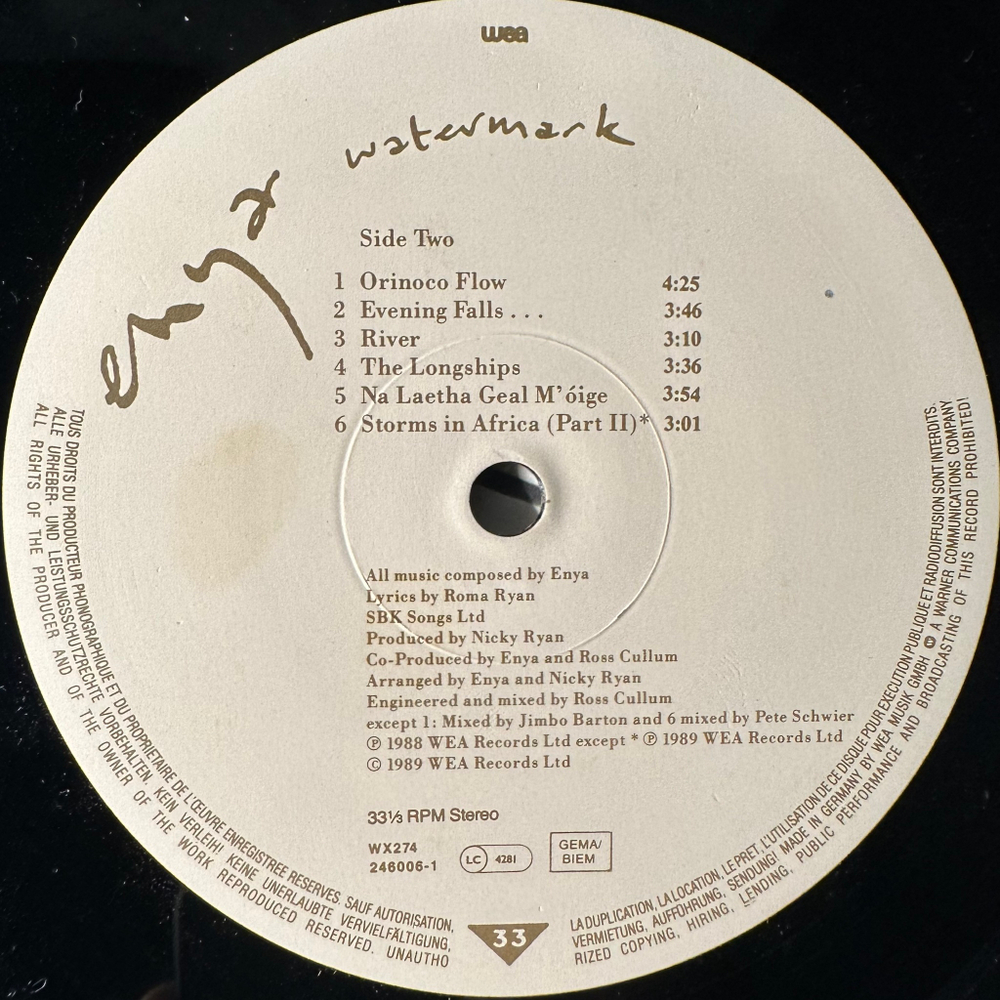 wea
enya
watermark
Side Two
1 Orinoco Flow 4:25
2 Evening Falls . . . 3:46
3 River 3:10
4 The Longships 3:36
5 Na Laetha Geal M'óige 3:54
6 Storms in Africa (Part II)* 3:01
All music composed by Enya
Lyrics by Roma Ryan
SBK Songs Ltd
Produced by Nicky Ryan
Co-Produced by Enya and Ross Cullum
Arranged by Enya and Nicky Ryan
Engineered and mixed by Ross Cullum
except 1: Mixed by Jimbo Barton and 6 mixed by Pete Schwier
℗ 1988 WEA Records Ltd except * ℗ 1989 WEA Records Ltd
© 1989 WEA Records Ltd
33⅓ RPM Stereo
WX274
246006-1
LC 4281
GEMA/
BIEM
33
TOUS DROITS DU PRODUCTEUR PHONOGRAPHIQUE ET DU PROPRIETAIRE DE L'ŒUVRE ENREGISTREE RESERVES. SAUF AUTORISATION, LA DUPLICATION, LA LOCATION, LE PRET, L'UTILISATION DE CE DISQUE POUR EXECUTION PUBLIQUE ET RADIODIFFUSION SONT INTERDITS.
ALLE URHEBER- UND LEISTUNGSSCHUTZRECHTE VORBEHALTEN. KEIN VERLEIH! KEINE UNERLAUBTE VERVIELFÄLTIGUNG, VERMIETUNG, AUFFÜHRUNG, SENDUNG! MADE IN GERMANY BY WEA MUSIK GMBH A WARNER COMMUNICATIONS COMPANY
ALL RIGHTS OF THE PRODUCER AND OF THE OWNER OF THE WORK REPRODUCED RESERVED. UNAUTHORIZED COPYING, HIRING, LENDING, PUBLIC PERFORMANCE AND BROADCASTING OF THIS RECORD PROHIBITED!